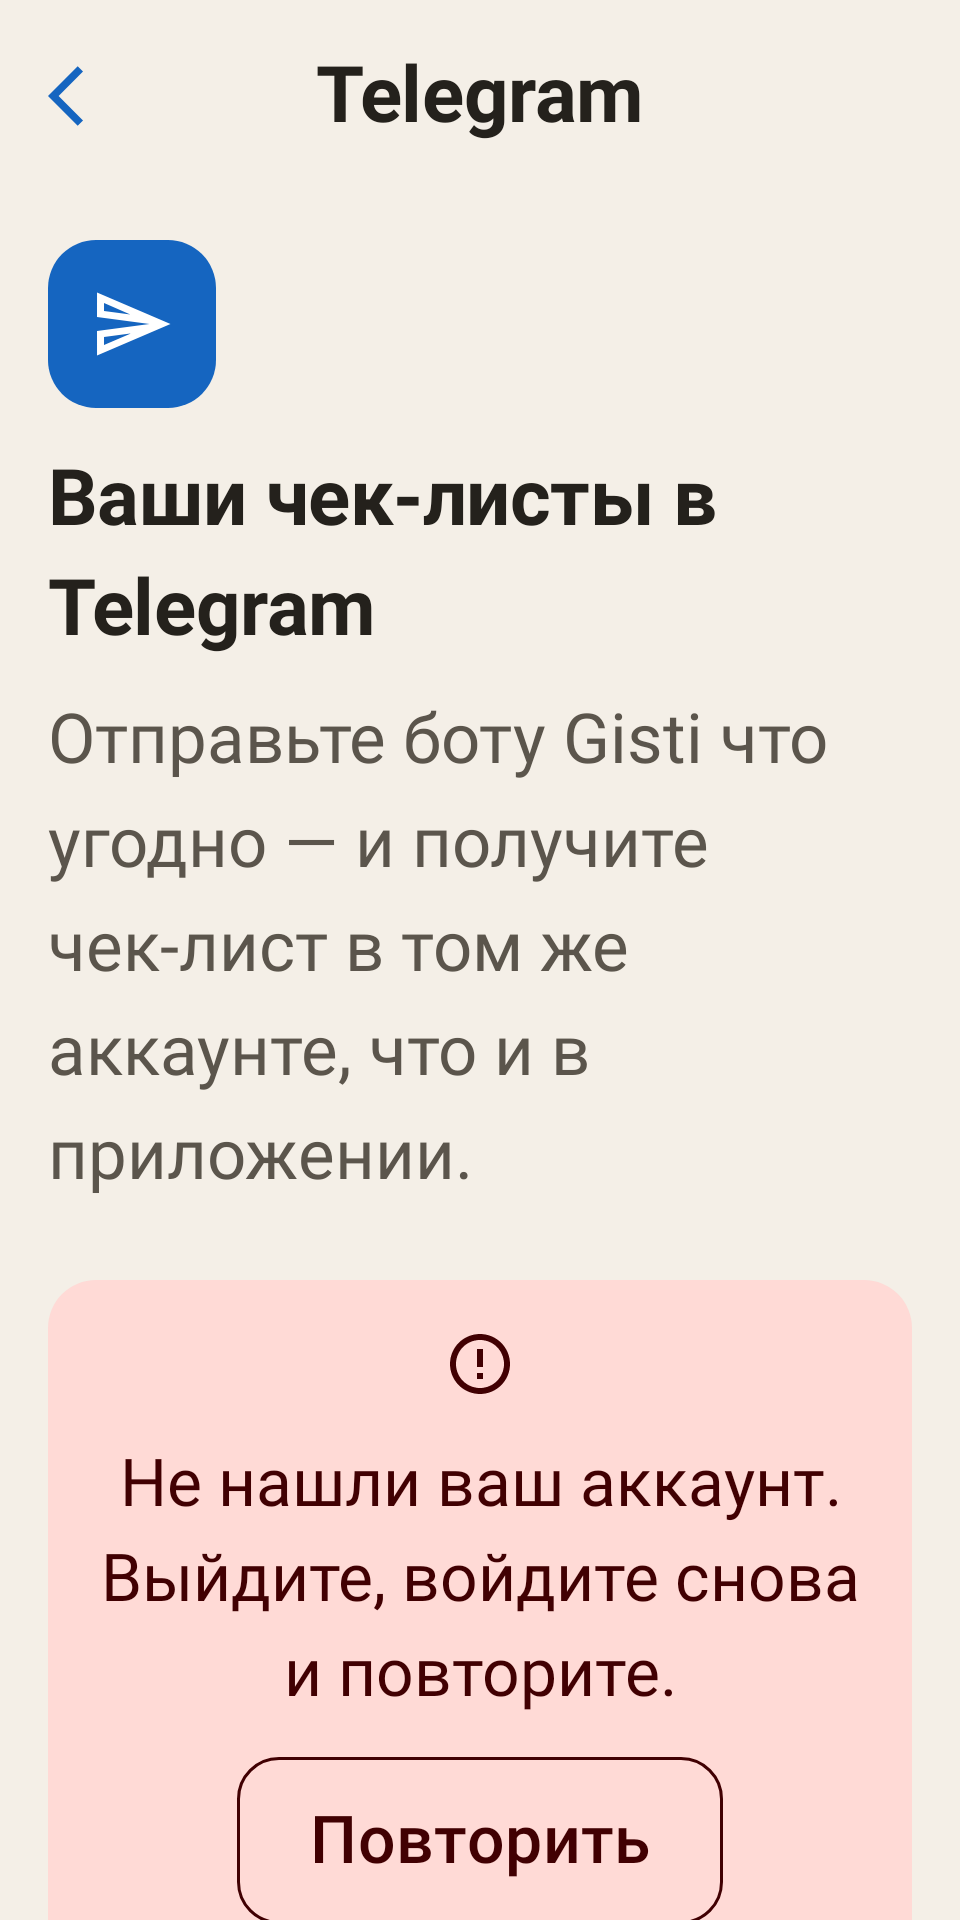 Telegram
Ваши чек-листы в
Telegram
Отправьте боту Gisti что
угодно — и получите
чек-лист в том же
аккаунте, что и в
приложении.
Не нашли ваш аккаунт.
Выйдите, войдите снова
и повторите.
Повторить